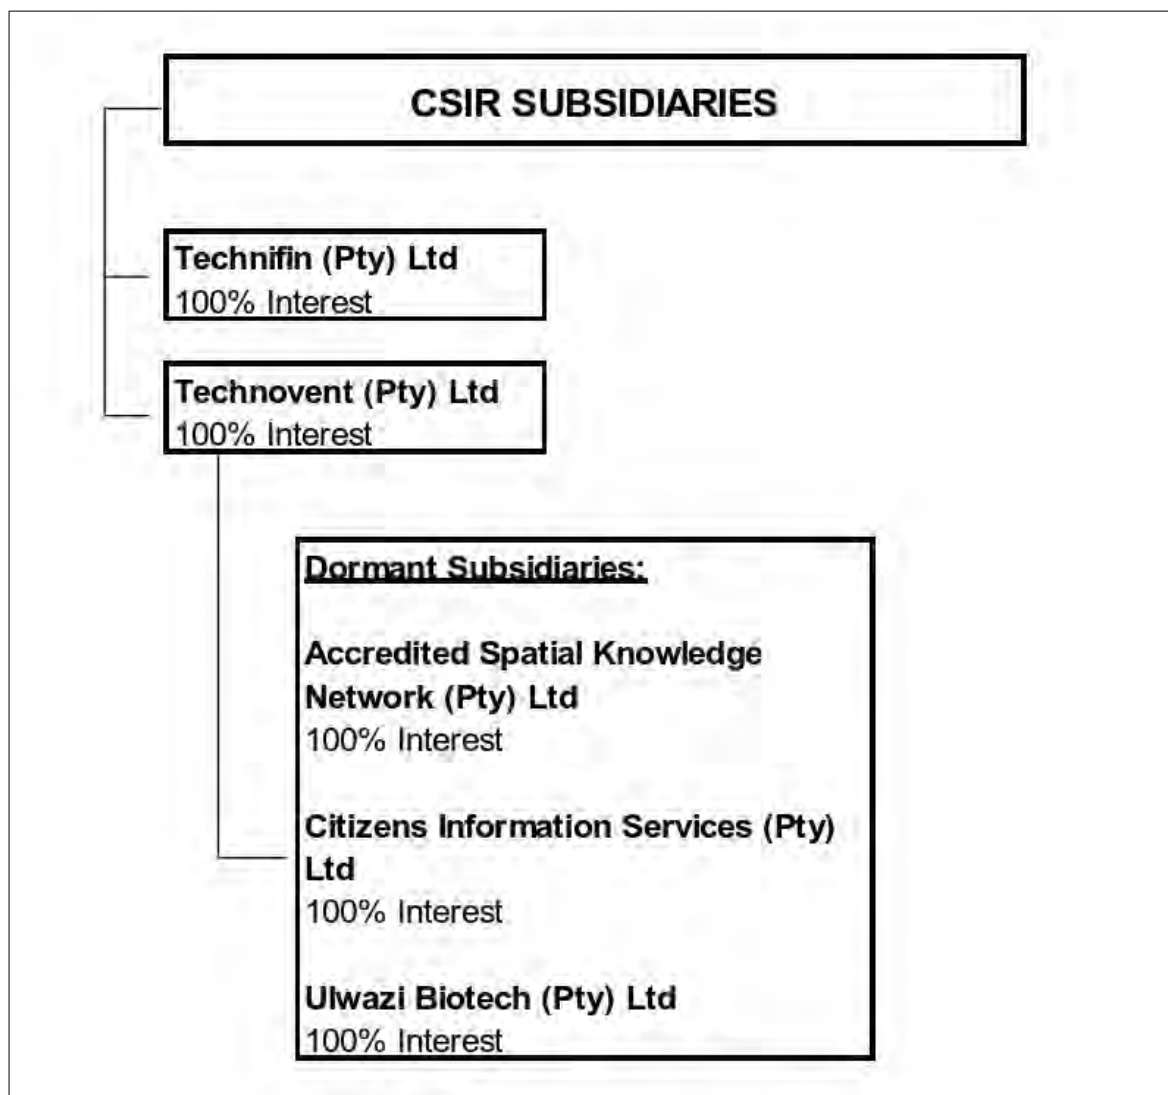 CSIR SUBSIDIARIES
Technifin (Pty) Ltd
100% Interest
Technovent (Pty) Ltd
100% Interest
Dormant Subsidiaries:
Accredited Spatial Knowledge
Network (Pty) Ltd
100% Interest
Citizens Information Services (Pty)
Ltd
100% Interest
Ulwazi Biotech (Pty) Ltd
100% Interest